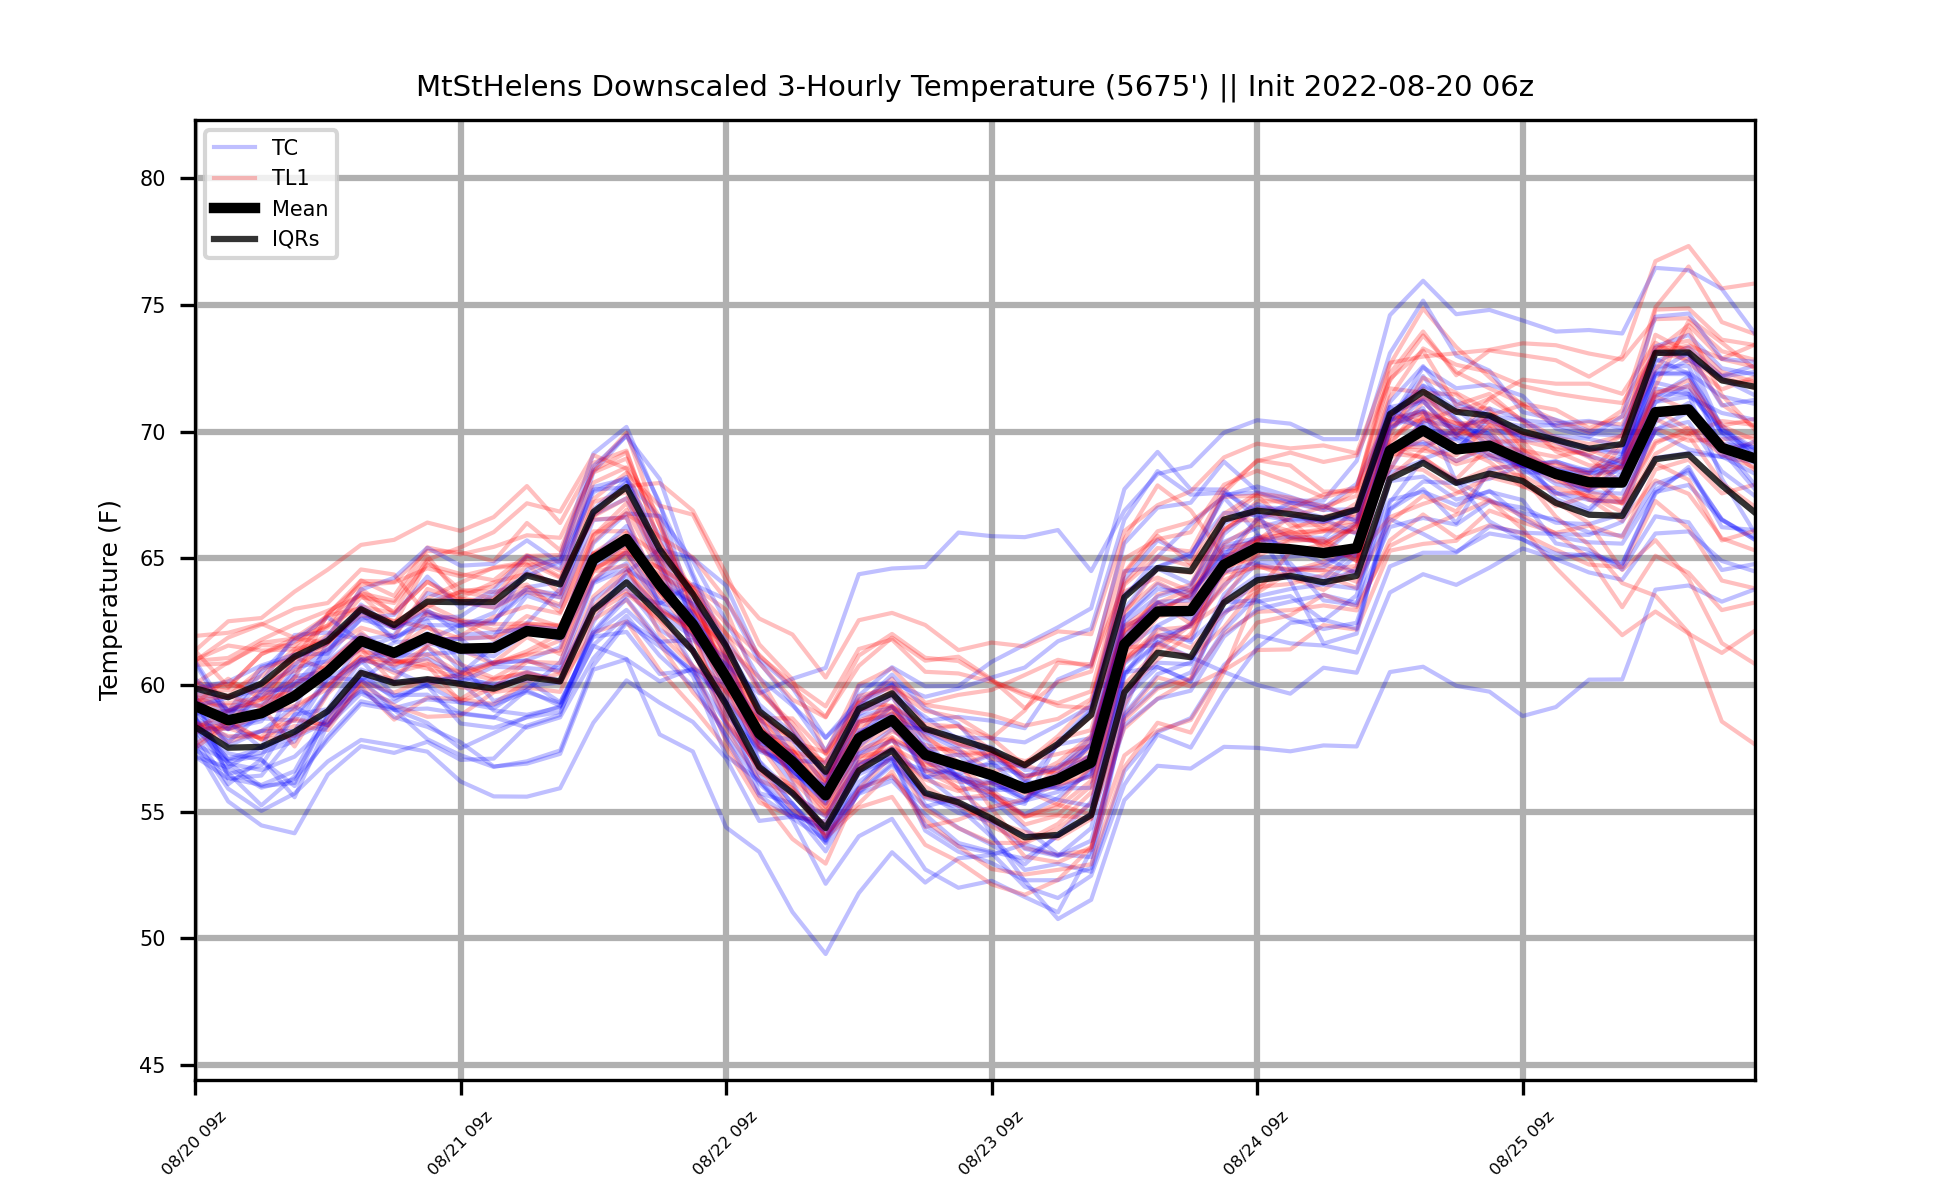 MtStHelens Downscaled 3-Hourly Temperature (5675') || Init 2022-08-20 06z
TC
TL1
Mean
IQRs
Temperature (F)
80
75
70
65
60
55
50
45
08/20 09z
08/21 09z
08/22 09z
08/23 09z
08/24 09z
08/25 09z